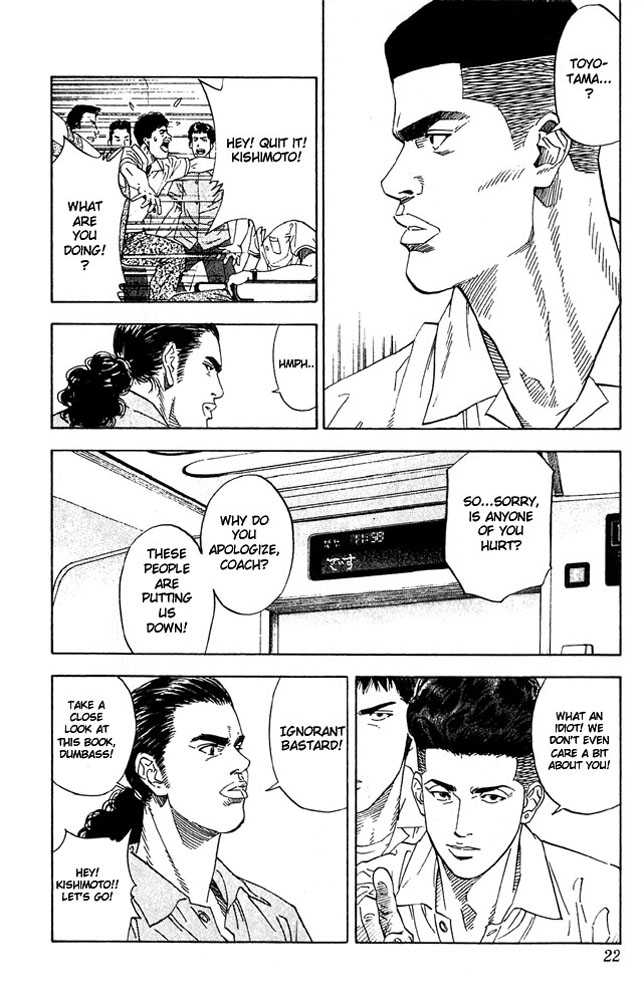 TOYO-
TAMA...
?
HEY! QUIT IT!
KISHIMOTO!
WHAT
ARE
YOU
DOING!
?
HMPH..
SO...SORRY,
IS ANYONE
OF YOU
HURT?
11:58
です
WHY DO
YOU
APOLOGIZE,
COACH?
THESE
PEOPLE
ARE
PUTTING
US
DOWN!
WHAT AN
IDIOT! WE
DON'T EVEN
CARE A BIT
ABOUT YOU!
IGNORANT
BASTARD!
TAKE A
CLOSE
LOOK AT
THIS BOOK,
DUMBASS!
HEY!
KISHIMOTO!!
LET'S GO!
22